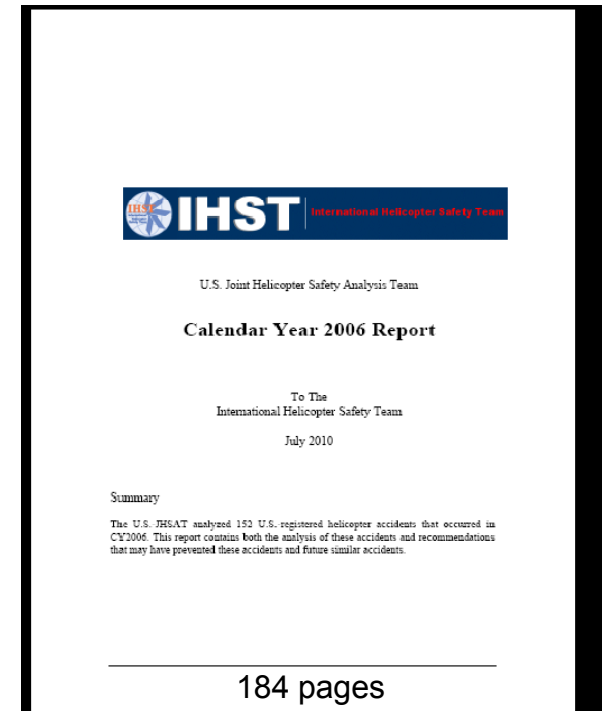 IHST
IHST International Helicopter Safety Team
U.S. Joint Helicopter Safety Analysis Team
Calendar Year 2006 Report
To The
International Helicopter Safety Team
July 2010
Summary
The U.S. JHSAT analyzed 152 U.S. registered helicopter accidents that occurred in
CY2006. This report contains both the analysis of these accidents and recommendations
that may have prevented these accidents and future similar accidents.
184 pages